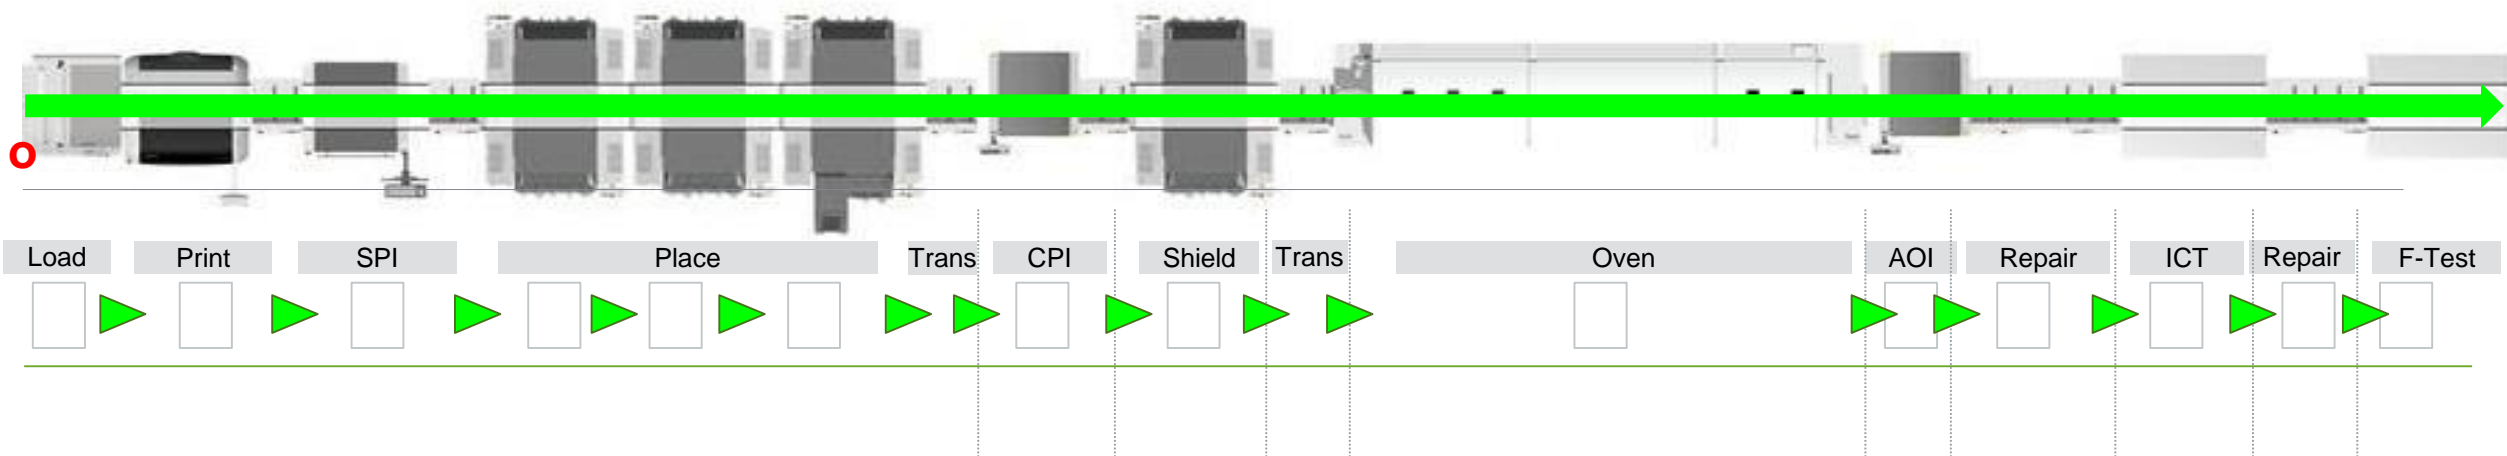 o
Load Print SPI Place Trans CPI Shield Trans Oven AOI Repair ICT Repair F-Test